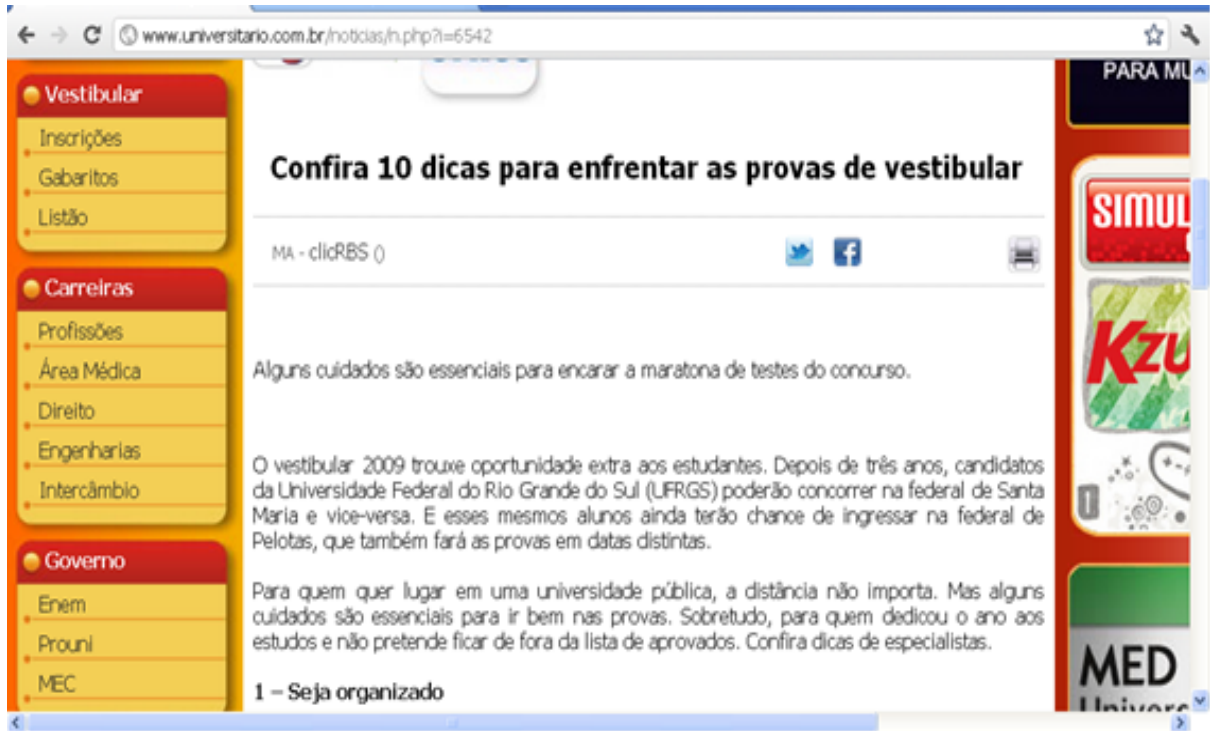 www.universitario.com.br/noticias/n.php?i=6542
PARA MU
Vestibular
Inscrições
Gabaritos
Listão
Carreiras
Profissões
Área Médica
Direito
Engenharias
Intercâmbio
Governo
Enem
Prouni
MEC
Confira 10 dicas para enfrentar as provas de vestibular
MA - clicRBS ()
Alguns cuidados são essenciais para encarar a maratona de testes do concurso.
O vestibular 2009 trouxe oportunidade extra aos estudantes. Depois de três anos, candidatos
da Universidade Federal do Rio Grande do Sul (UFRGS) poderão concorrer na federal de Santa
Maria e vice-versa. E esses mesmos alunos ainda terão chance de ingressar na federal de
Pelotas, que também fará as provas em datas distintas.
Para quem quer lugar em uma universidade pública, a distância não importa. Mas alguns
cuidados são essenciais para ir bem nas provas. Sobretudo, para quem dedicou o ano aos
estudos e não pretende ficar de fora da lista de aprovados. Confira dicas de especialistas.
1 – Seja organizado
SIMUL
KZU
MED